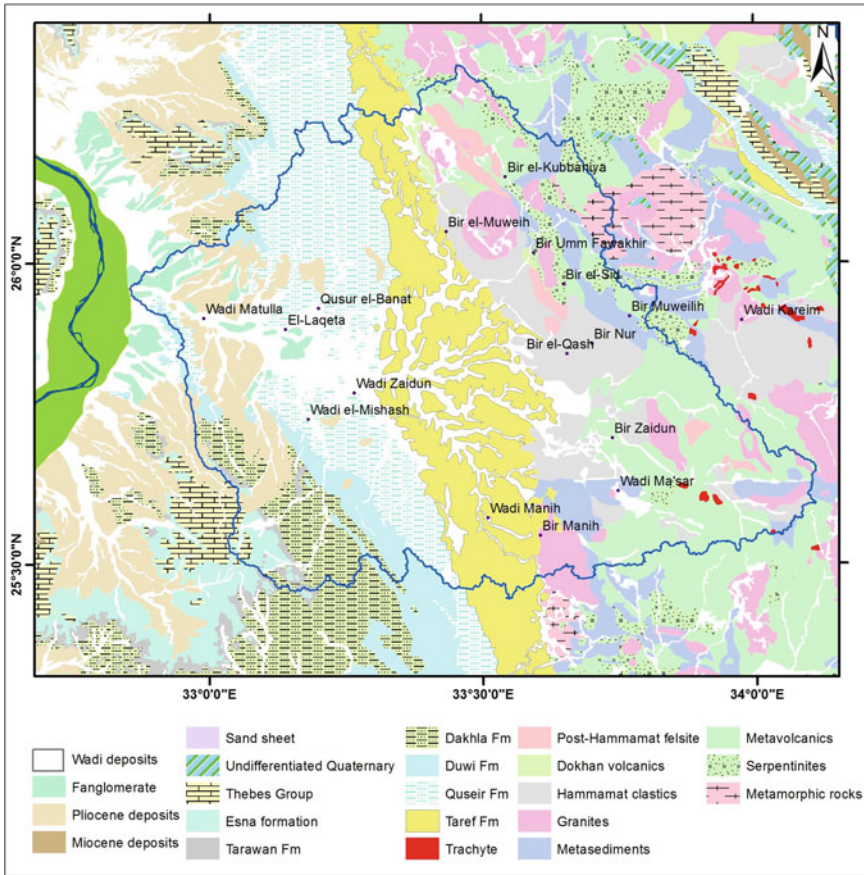 N
Bir el-Kubbaniya
Bir el-Muweih
Bir Umm Fawakhir
26°0'0"N
Bir el-Sid
Wadi Matulla
Qusur el-Banat
El-Laqeta
Bir Muweilih
Wadi Kareim
Bir el-Qash
Bir Nur
Wadi Zaidun
Wadi el-Mishash
Bir Zaidun
Wadi Ma'sar
Wadi Manih
Bir Manih
25°30'0"N
33°0'0"E
33°30'0"E
34°0'0"E
Wadi deposits
Fanglomerate
Pliocene deposits
Miocene deposits
Sand sheet
Undifferentiated Quaternary
Thebes Group
Esna formation
Tarawan Fm
Dakhla Fm
Duwi Fm
Quseir Fm
Taref Fm
Trachyte
Post-Hammamat felsite
Dokhan volcanics
Hammamat clastics
Granites
Metasediments
Metavolcanics
Serpentinites
Metamorphic rocks